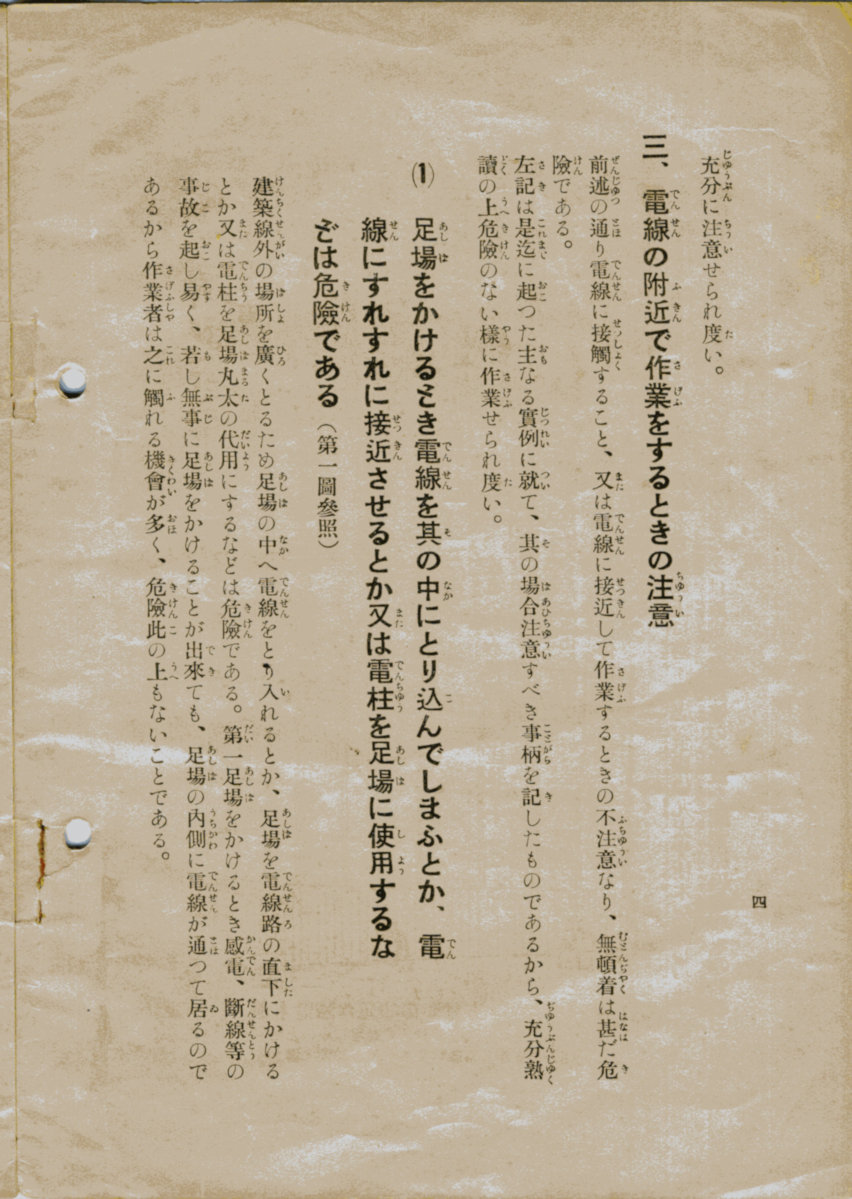 四
充分に注意せられ度い。
三、電線の附近で作業をするときの注意
前述の通り電線に接觸すること、又は電線に接近して作業するときの不注意なり、無頓着は甚だ危
險である。
左記は是迄に起つた主なる實例に就て、其の場合注意すべき事柄を記したものであるから、充分熟
讀の上危險のない樣に作業せられ度い。
(1) 足場をかけるとき電線を其の中にとり込んでしまふとか、電
線にすれすれに接近させるとか又は電柱を足場に使用するな
どは危險である(第一圖參照)
建築線外の場所を廣くとるため足場の中へ電線をとり入れるとか、足場を電線路の直下にかける
とか又は電柱を足場丸太の代用にするなどは危險である。第一足場をかけるとき感電、斷線等の
事故を起し易く、若し無事に足場をかけることが出來ても、足場の内側に電線が通つて居るので
あるから作業者は之に觸れる機會が多く、危險此の上もないことである。